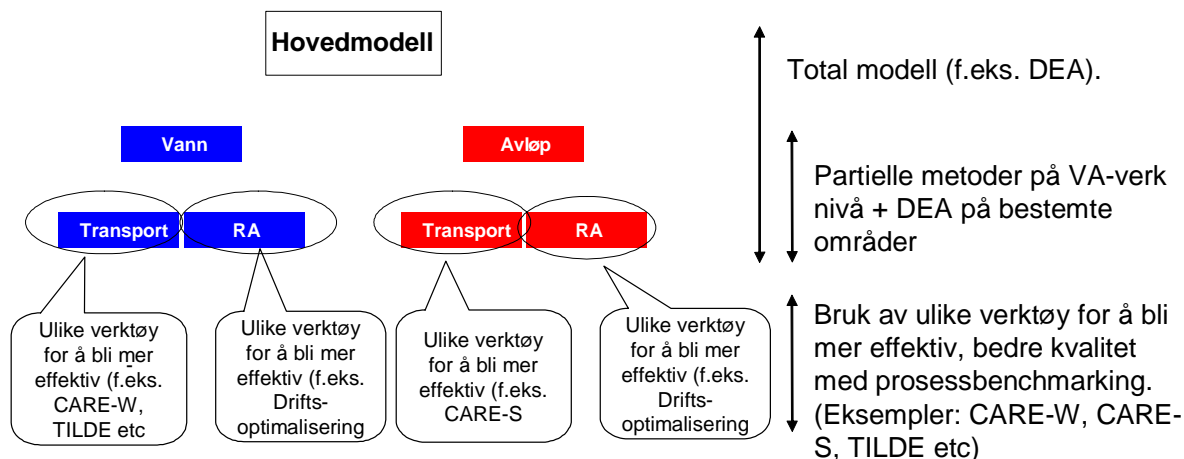 Hovedmodell
Total modell (f.eks. DEA).
Vann
Avløp
Partielle metoder på VA-verk
nivå + DEA på bestemte
områder
Transport
RA
Transport
RA
Ulike verktøy
for å bli mer
effektiv (f.eks.
CARE-W,
TILDE etc
Ulike verktøy
for å bli mer
effektiv (f.eks.
Drifts-
optimalisering
Ulike verktøy
for å bli mer
effektiv (f.eks.
CARE-S
Ulike verktøy
for å bli mer
effektiv (f.eks.
Drifts-
optimalisering
Bruk av ulike verktøy for å bli
mer effektiv, bedre kvalitet
med prosessbenchmarking.
(Eksempler: CARE-W, CARE-
S, TILDE etc)